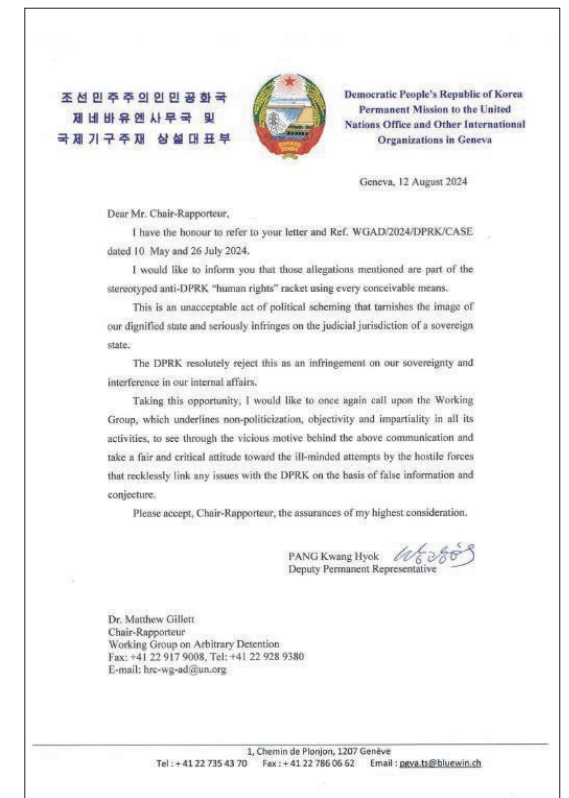 조선민주주의인민공화국
제네바유엔사무국 및
국제기구주재 상설대표부
Democratic People's Republic of Korea
Permanent Mission to the United
Nations Office and Other International
Organizations in Geneva
Geneva, 12 August 2024
Dear Mr. Chair-Rapporteur,
I have the honour to refer to your letter and Ref. WGAD/2024/DPRK/CASE
dated 10 May and 26 July 2024.
I would like to inform you that those allegations mentioned are part of the
stereotyped anti-DPRK “human rights” racket using every conceivable means.
This is an unacceptable act of political scheming that tarnishes the image of
our dignified state and seriously infringes on the judicial jurisdiction of a sovereign
state.
The DPRK resolutely reject this as an infringement on our sovereignty and
interference in our internal affairs.
Taking this opportunity, I would like to once again call upon the Working
Group, which underlines non-politicization, objectivity and impartiality in all its
activities, to see through the vicious motive behind the above communication and
take a fair and critical attitude toward the ill-minded attempts by the hostile forces
that recklessly link any issues with the DPRK on the basis of false information and
conjecture.
Please accept, Chair-Rapporteur, the assurances of my highest consideration.
PANG Kwang Hyok
Deputy Permanent Representative
Dr. Matthew Gillett
Chair-Rapporteur
Working Group on Arbitrary Detention
Fax: +41 22 917 9008, Tel: +41 22 928 9380
E-mail: hrc-wg-ad@un.org
1, Chemin de Plonjon, 1207 Genève
Tel : + 41 22 735 43 70 Fax : + 41 22 786 06 62 Email : pgva.ts@bluewin.ch